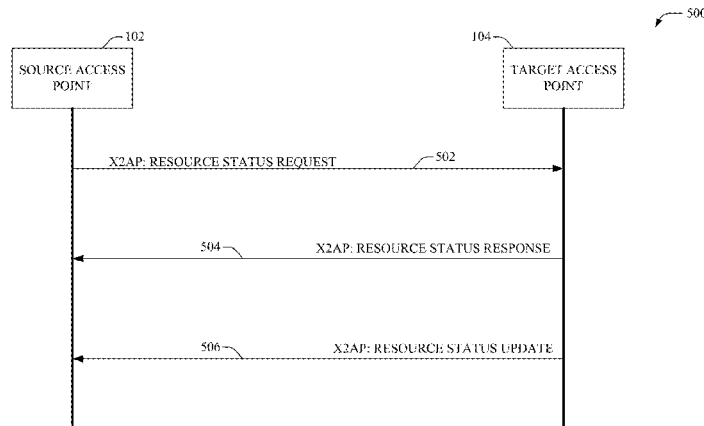 500
102
104
SOURCE ACCESS
POINT
TARGET ACCESS
POINT
X2AP: RESOURCE STATUS REQUEST
502
504
X2AP: RESOURCE STATUS RESPONSE
506
X2AP: RESOURCE STATUS UPDATE